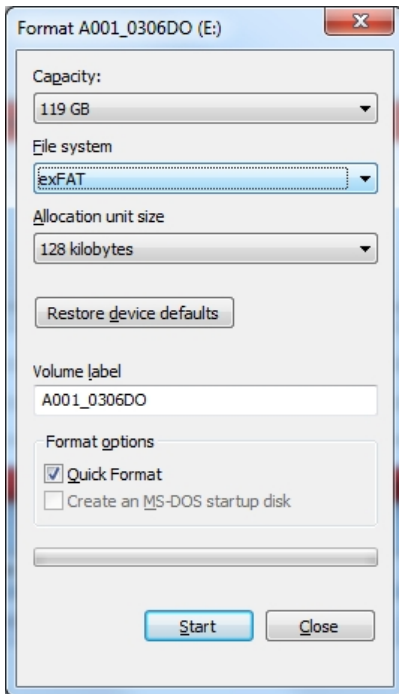 Format A001_0306DO (E:)
Capacity:
119 GB
File system
exFAT
Allocation unit size
128 kilobytes
Restore device defaults
Volume label
A001_0306DO
Format options
Quick Format
Create an MS-DOS startup disk
Start
Close